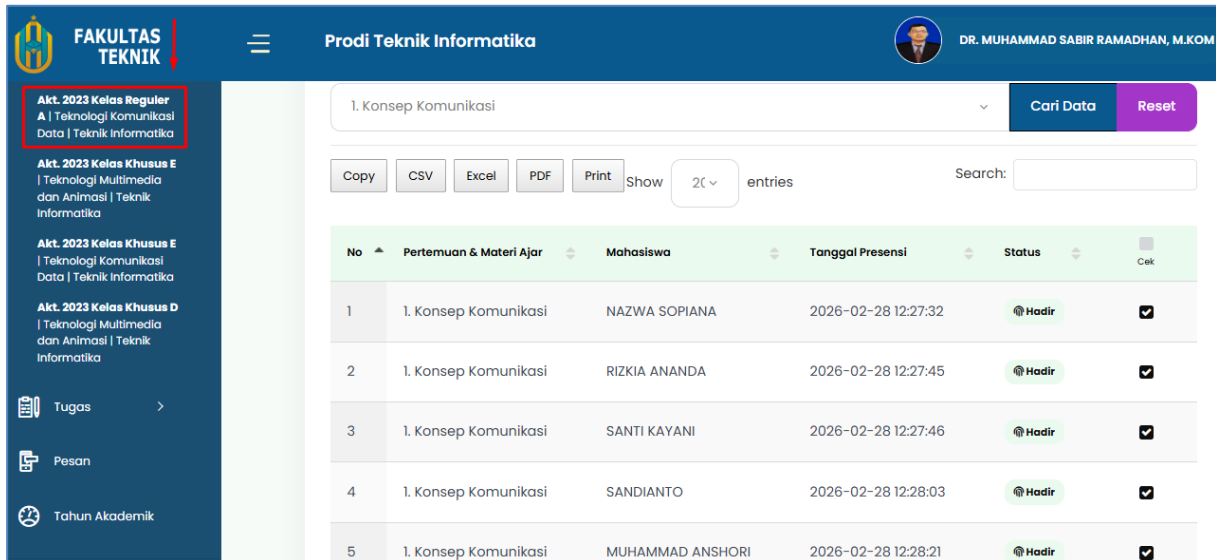 FAKULTAS
TEKNIK
Prodi Teknik Informatika
DR. MUHAMMAD SABIR RAMADHAN, M.KOM
Akt. 2023 Kelas Reguler
A | Teknologi Komunikasi
Data | Teknik Informatika
Akt. 2023 Kelas Khusus E
| Teknologi Multimedia
dan Animasi | Teknik
Informatika
Akt. 2023 Kelas Khusus E
| Teknologi Komunikasi
Data | Teknik Informatika
Akt. 2023 Kelas Khusus D
| Teknologi Multimedia
dan Animasi | Teknik
Informatika
Tugas
Pesan
Tahun Akademik
1. Konsep Komunikasi
Cari Data Reset
Copy CSV Excel PDF Print Show 20 entries Search:
No Pertemuan & Materi Ajar Mahasiswa Tanggal Presensi Status Cek
1 1. Konsep Komunikasi NAZWA SOPIANA 2026-02-28 12:27:32 Hadir
2 1. Konsep Komunikasi RIZKIA ANANDA 2026-02-28 12:27:45 Hadir
3 1. Konsep Komunikasi SANTI KAYANI 2026-02-28 12:27:46 Hadir
4 1. Konsep Komunikasi SANDIANTO 2026-02-28 12:28:03 Hadir
5 1. Konsep Komunikasi MUHAMMAD ANSHORI 2026-02-28 12:28:21 Hadir